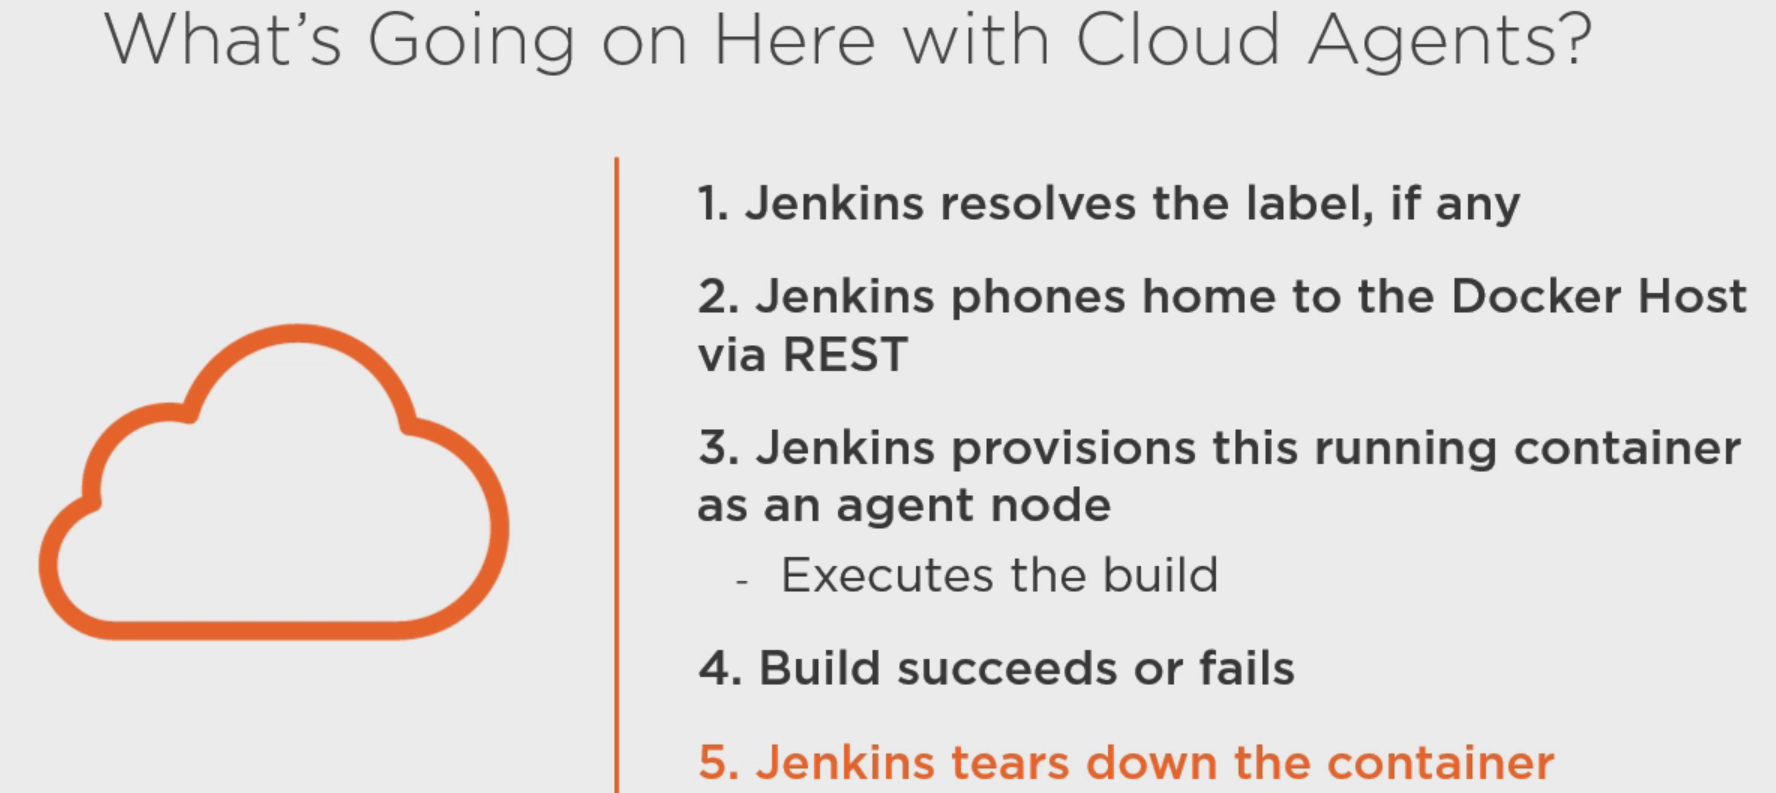 What’s Going on Here with Cloud Agents?
1. Jenkins resolves the label, if any
2. Jenkins phones home to the Docker Host
via REST
3. Jenkins provisions this running container
as an agent node
- Executes the build
4. Build succeeds or fails
5. Jenkins tears down the container